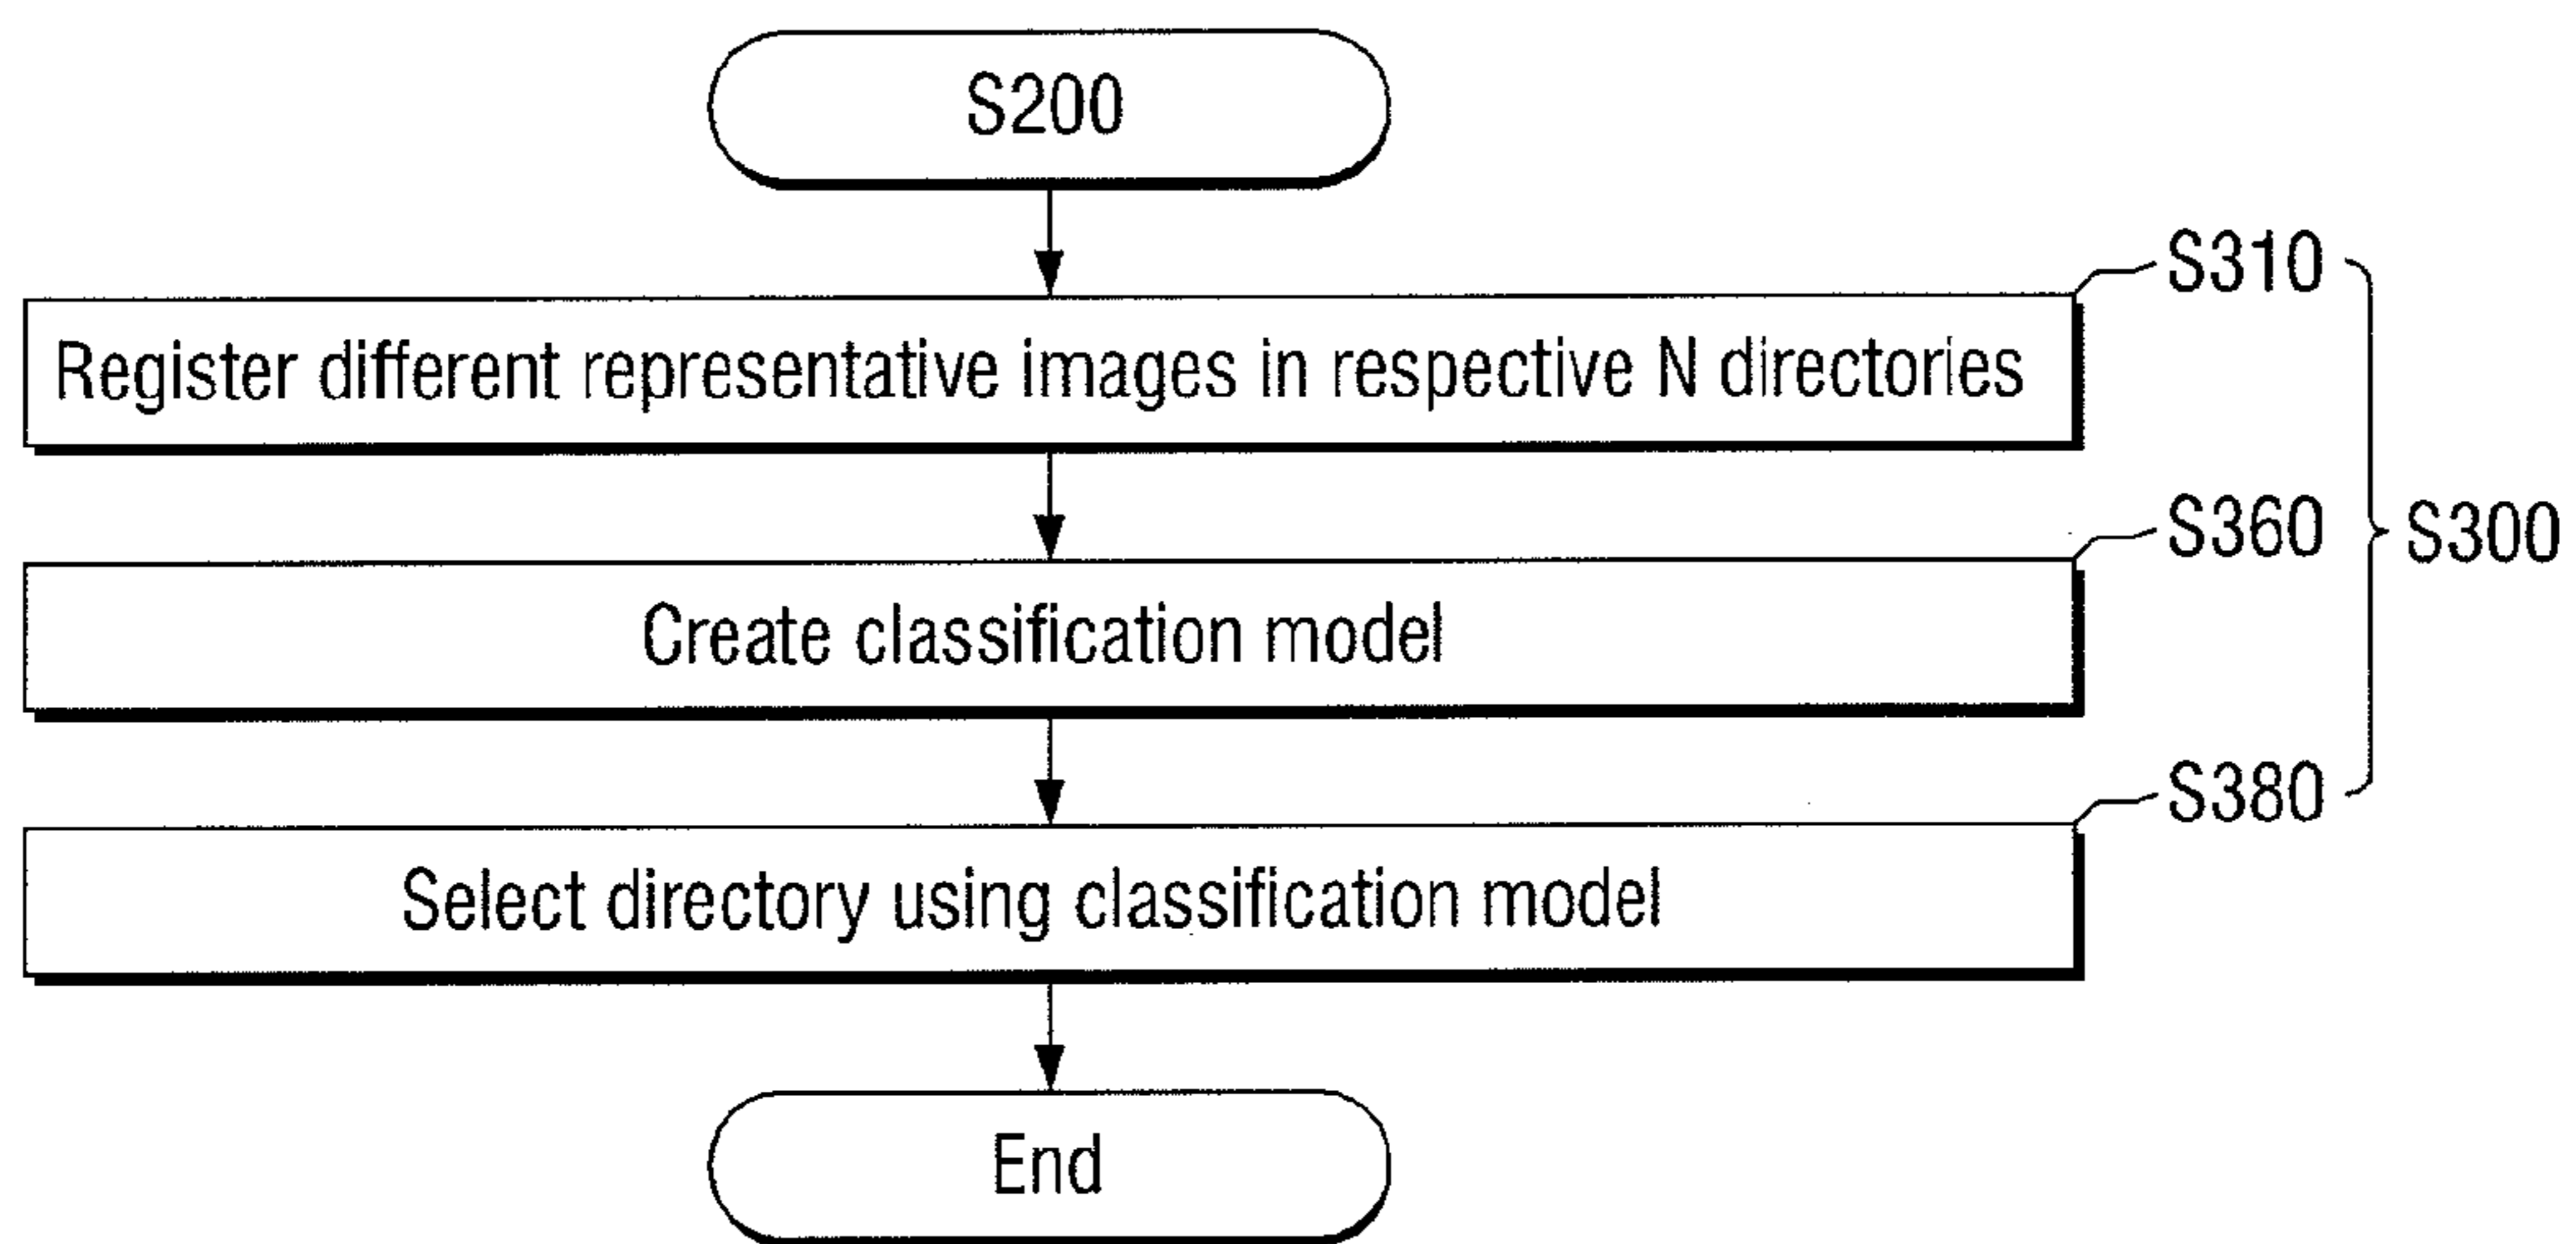 S200
S310
Register different representative images in respective N directories
S360
S300
Create classification model
S380
Select directory using classification model
End